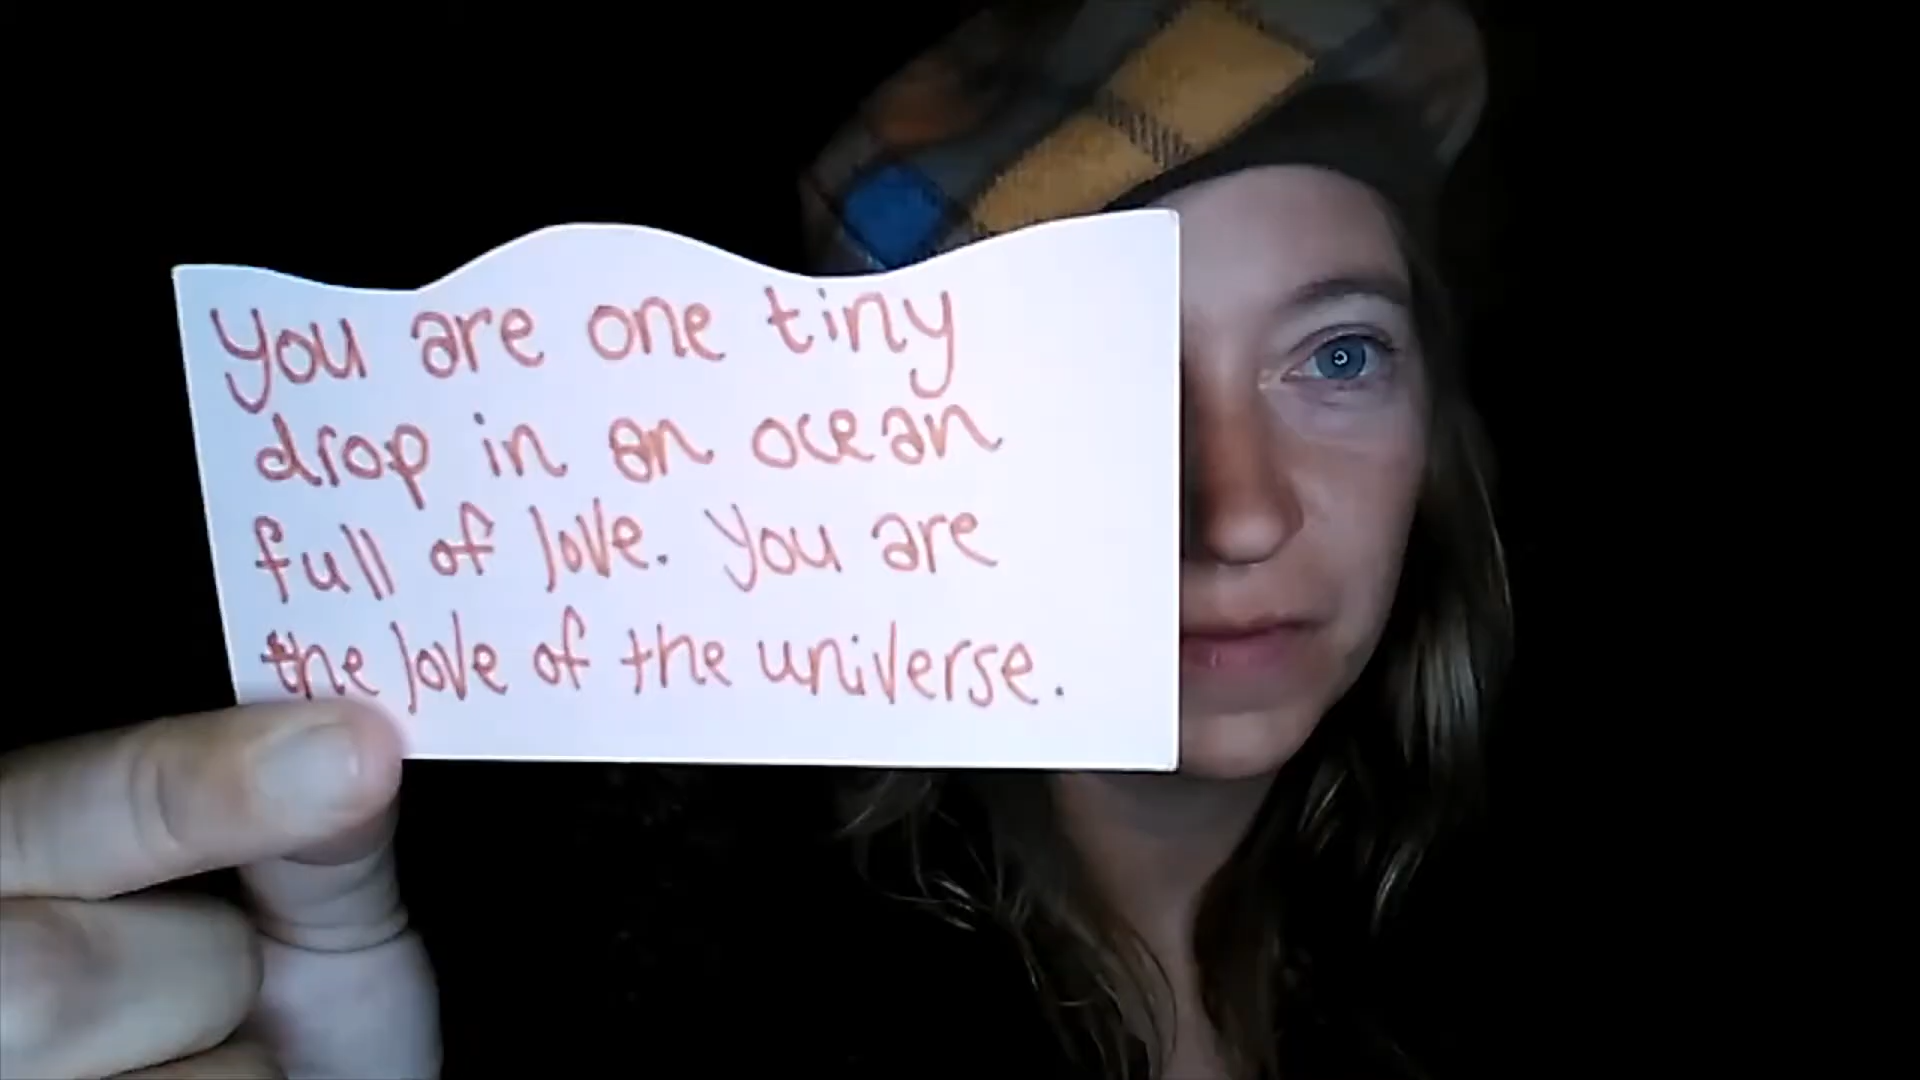 you are one tiny
drop in an ocean
full of love. You are
the love of the universe.